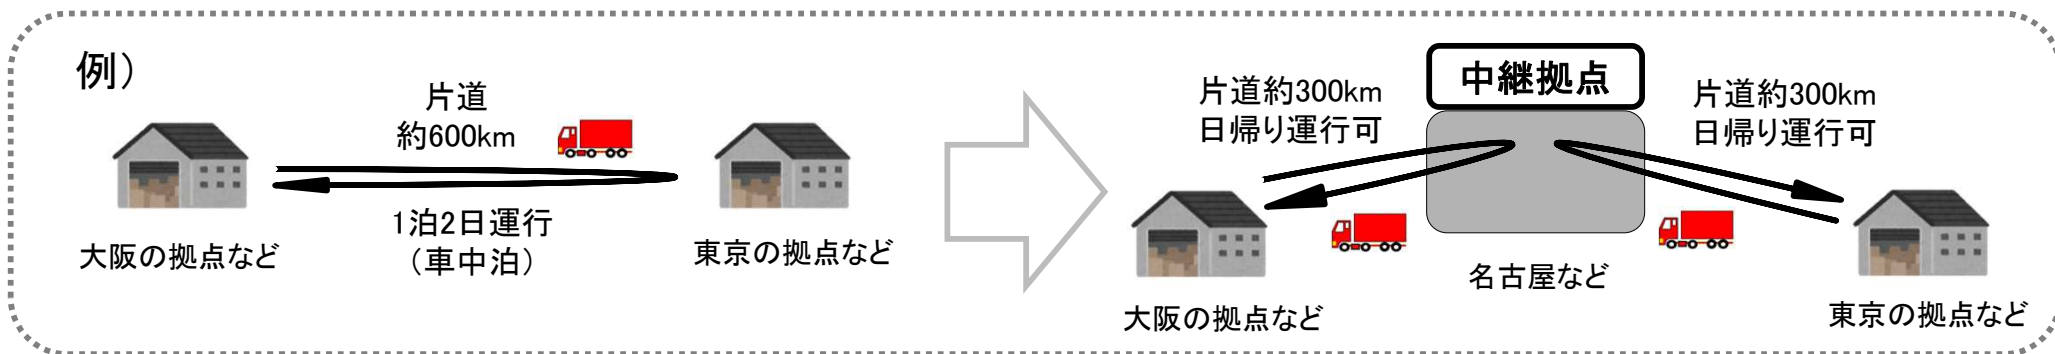 例）
片道
約600km
1泊2日運行
（車中泊）
大阪の拠点など
東京の拠点など
中継拠点
片道約300km
日帰り運行可
片道約300km
日帰り運行可
名古屋など
大阪の拠点など
東京の拠点など